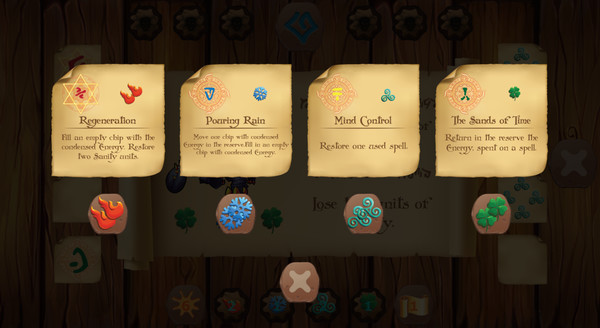 Regeneration
Fill an empty chip with the
condensed Energy. Restore
two Sanity units.
Pouring Rain
Move one chip with condensed
Energy in the reserve.Fill in an empty
chip with condensed Energy.
Mind Control
Restore one used spell.
The Sands of Time
Return in the reserve the
Energy, spent on a spell.
units of